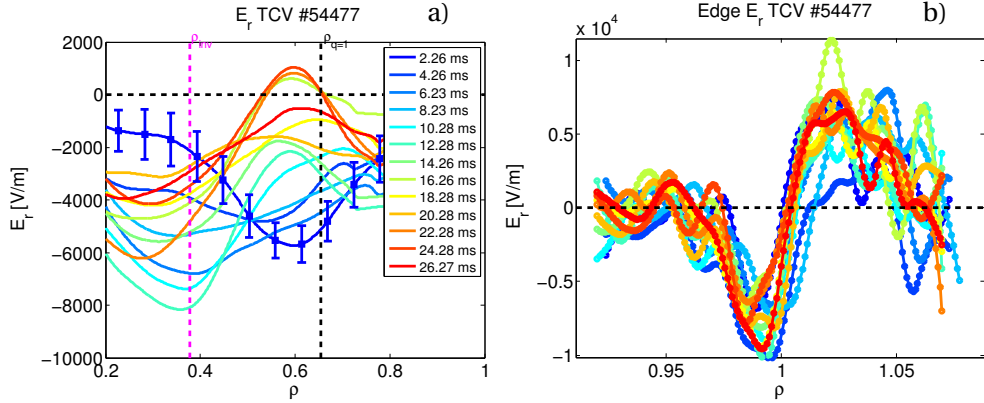 E_r TCV #54477
a)
ρ_inv
ρ_q=1
2000
0
−2000
−4000
−6000
−8000
−10000
E_r [V/m]
0.2
0.4
0.6
0.8
1
ρ
2.26 ms
4.26 ms
6.23 ms
8.23 ms
10.28 ms
12.28 ms
14.26 ms
16.26 ms
18.28 ms
20.28 ms
22.28 ms
24.28 ms
26.27 ms
Edge E_r TCV #54477
b)
x 10^4
1
0.5
0
−0.5
−1
E_r [V/m]
0.95
1
1.05
ρ